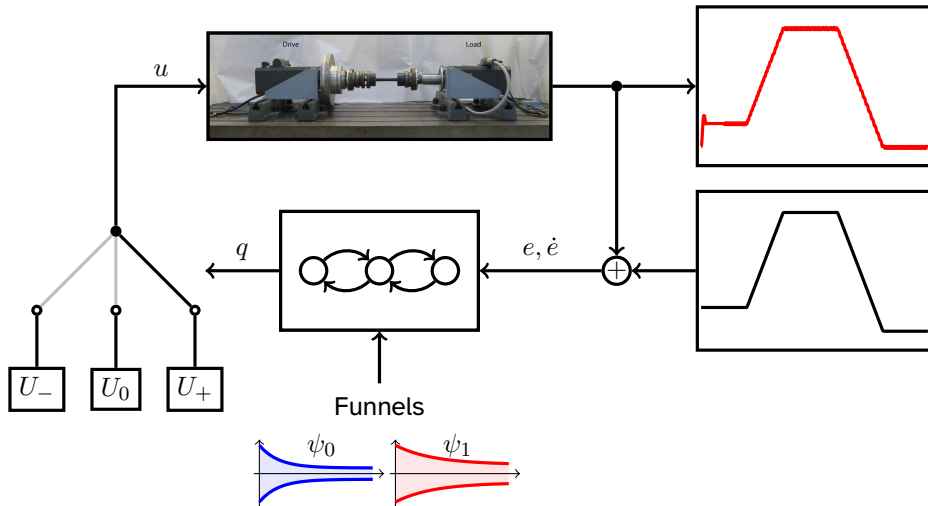 Drive
Load
u
q
e, ė
+
U₋
U₀
U₊
Funnels
ψ₀
ψ₁